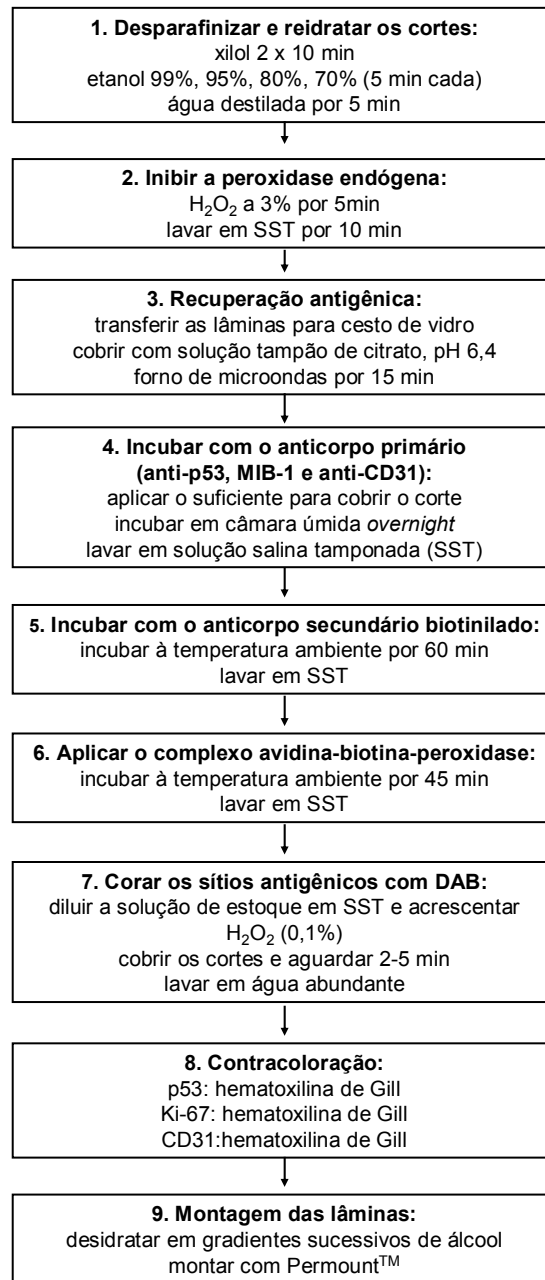 1. Desparafinizar e reidratar os cortes:
xilol 2 x 10 min
etanol 99%, 95%, 80%, 70% (5 min cada)
água destilada por 5 min
2. Inibir a peroxidase endógena:
H₂O₂ a 3% por 5min
lavar em SST por 10 min
3. Recuperação antigênica:
transferir as lâminas para cesto de vidro
cobrir com solução tampão de citrato, pH 6,4
forno de microondas por 15 min
4. Incubar com o anticorpo primário
(anti-p53, MIB-1 e anti-CD31):
aplicar o suficiente para cobrir o corte
incubar em câmara úmida overnight
lavar em solução salina tamponada (SST)
5. Incubar com o anticorpo secundário biotinilado:
incubar à temperatura ambiente por 60 min
lavar em SST
6. Aplicar o complexo avidina-biotina-peroxidase:
incubar à temperatura ambiente por 45 min
lavar em SST
7. Corar os sítios antigênicos com DAB:
diluir a solução de estoque em SST e acrescentar
H₂O₂ (0,1%)
cobrir os cortes e aguardar 2-5 min
lavar em água abundante
8. Contracoloração:
p53: hematoxilina de Gill
Ki-67: hematoxilina de Gill
CD31:hematoxilina de Gill
9. Montagem das lâminas:
desidratar em gradientes sucessivos de álcool
montar com Permount™